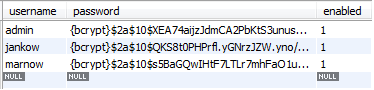 username password enabled
admin {bcrypt}$2a$10$XEA74aijzJdmCA2PbKtS3unus... 1
jankow {bcrypt}$2a$10$QKS8t0PHPrfl.yGNrzJZW.yno/... 1
marnow {bcrypt}$2a$10$s5BaGQwIHtF7LTLr7mhFaO1u... 1
NULL NULL NULL